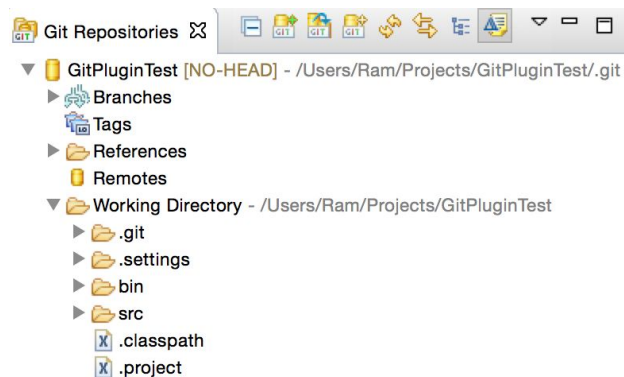 Git Repositories
GitPluginTest [NO-HEAD] - /Users/Ram/Projects/GitPluginTest/.git
Branches
Tags
References
Remotes
Working Directory - /Users/Ram/Projects/GitPluginTest
.git
.settings
bin
src
.classpath
.project